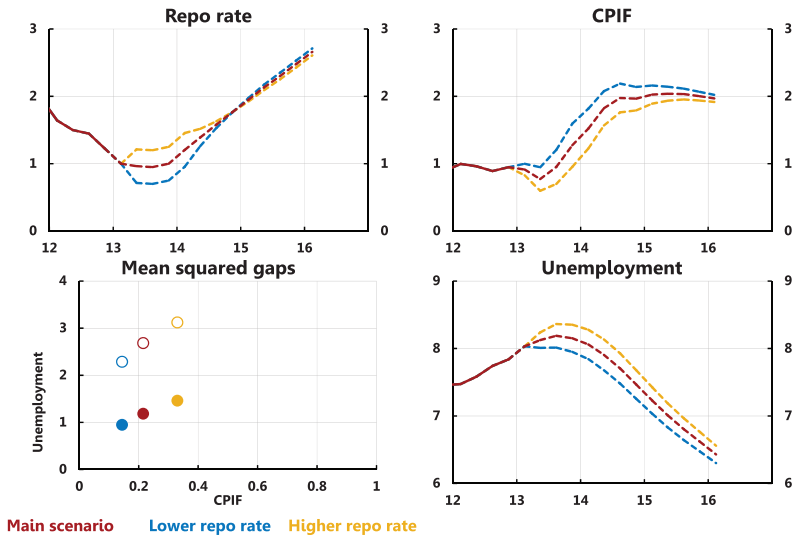 Repo rate
CPIF
3 3 3 3
2 2 2 2
1 1 1 1
0 0 0 0
12 13 14 15 16
12 13 14 15 16
Mean squared gaps
Unemployment
4
3
2
1
0
Unemployment
0 0.2 0.4 0.6 0.8 1
CPIF
9 9
8 8
7 7
6 6
12 13 14 15 16
Main scenario Lower repo rate Higher repo rate